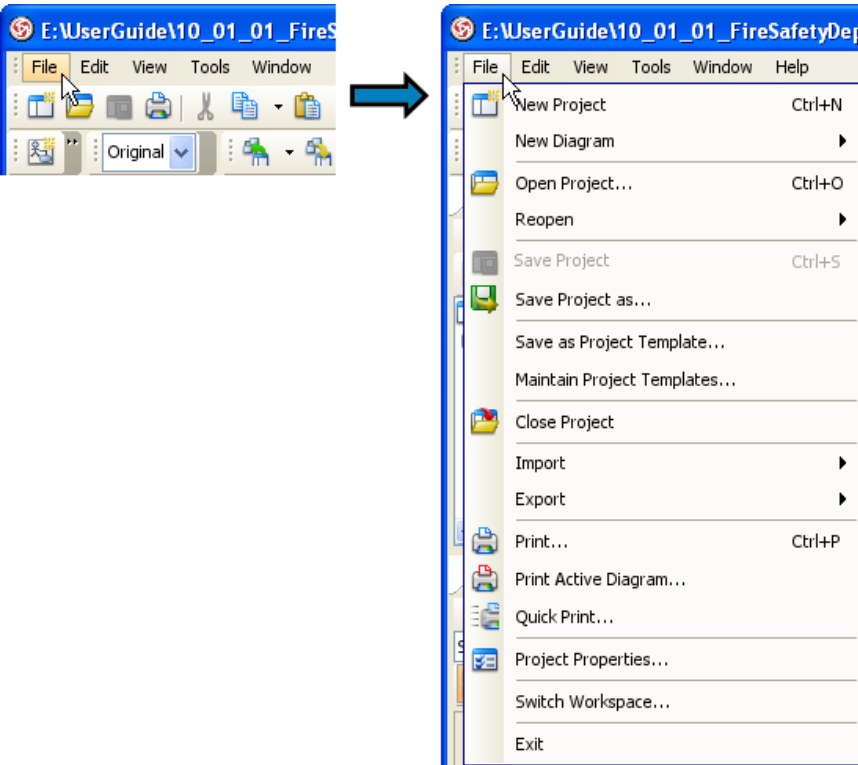 E:\UserGuide\10_01_01_FireS
File Edit View Tools Window
Original
E:\UserGuide\10_01_01_FireSafetyDep
File Edit View Tools Window Help
New Project Ctrl+N
New Diagram
Open Project... Ctrl+O
Reopen
Save Project Ctrl+S
Save Project as...
Save as Project Template...
Maintain Project Templates...
Close Project
Import
Export
Print... Ctrl+P
Print Active Diagram...
Quick Print...
Project Properties...
Switch Workspace...
Exit